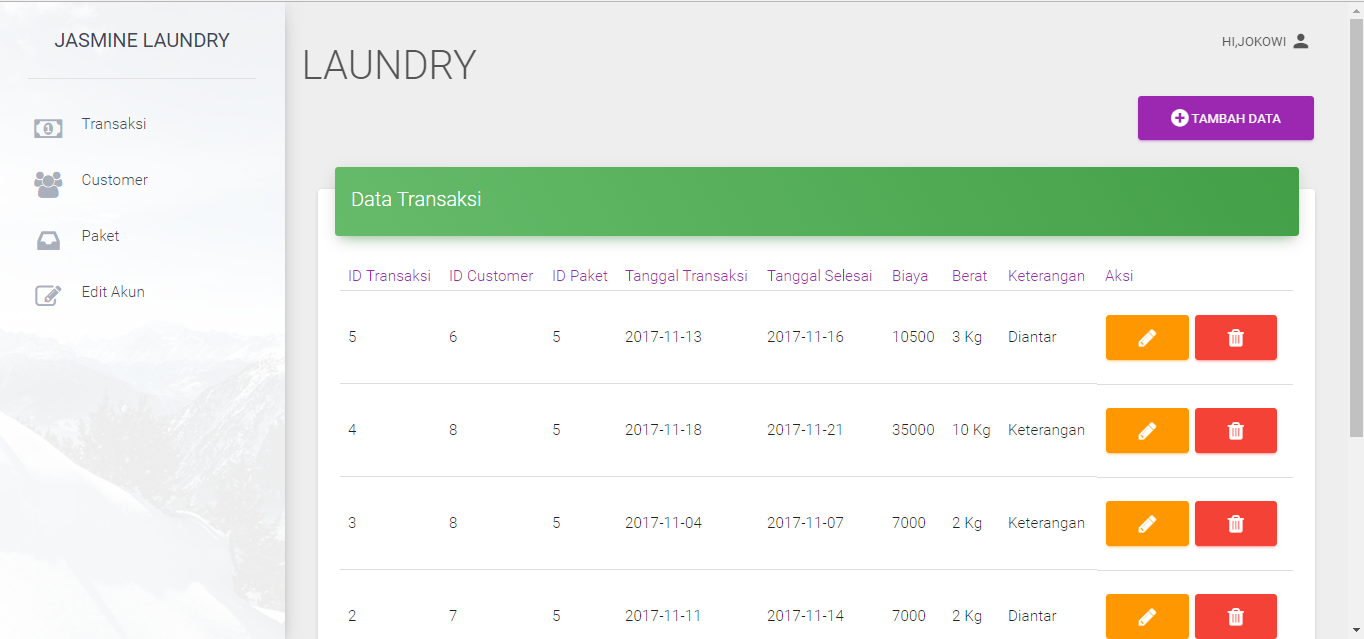 JASMINE LAUNDRY
Transaksi
Customer
Paket
Edit Akun
HI,JOKOWI
LAUNDRY
TAMBAH DATA
Data Transaksi
ID Transaksi ID Customer ID Paket Tanggal Transaksi Tanggal Selesai Biaya Berat Keterangan Aksi
5 6 5 2017-11-13 2017-11-16 10500 3 Kg Diantar
4 8 5 2017-11-18 2017-11-21 35000 10 Kg Keterangan
3 8 5 2017-11-04 2017-11-07 7000 2 Kg Keterangan
2 7 5 2017-11-11 2017-11-14 7000 2 Kg Diantar